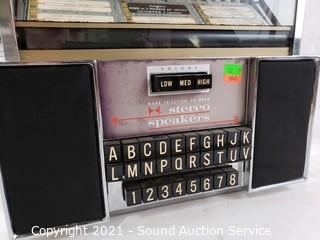 VOLUME
LOW MED HIGH
MAKE SELECTION TO HEAR
stereo
speakers
A B C D E F G H J K
L M N P Q R S T U V
1 2 3 4 5 6 7 8
Copyright 2021 - Sound Auction Service